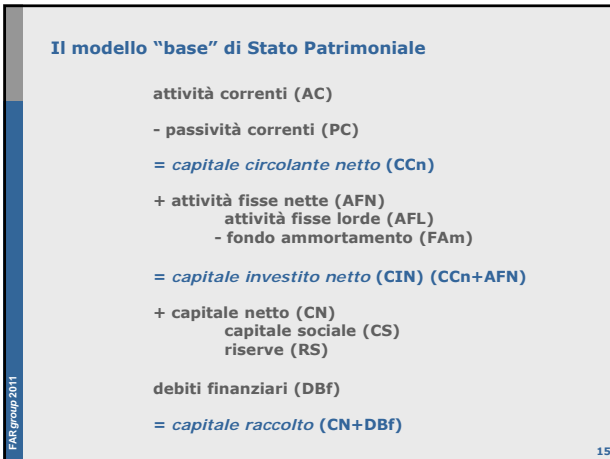 Il modello “base” di Stato Patrimoniale
attività correnti (AC)
- passività correnti (PC)
= capitale circolante netto (CCn)
+ attività fisse nette (AFN)
attività fisse lorde (AFL)
- fondo ammortamento (FAm)
= capitale investito netto (CIN) (CCn+AFN)
+ capitale netto (CN)
capitale sociale (CS)
riserve (RS)
debiti finanziari (DBf)
= capitale raccolto (CN+DBf)
FARgroup 2011
15